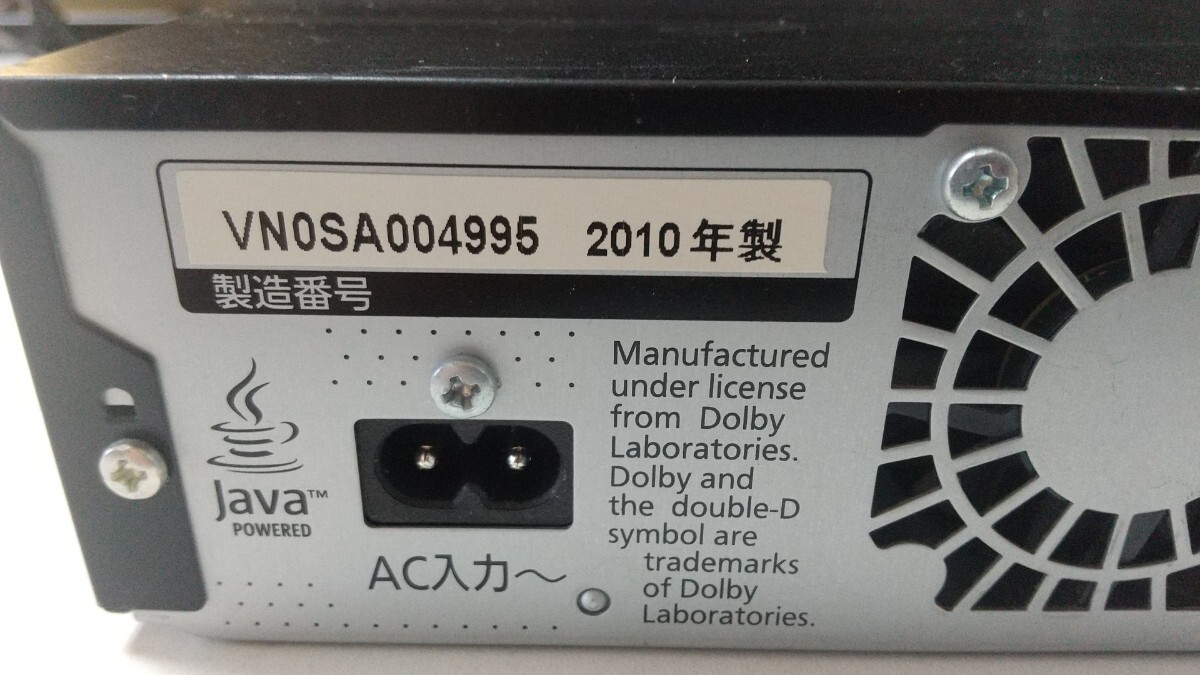 VN0SA004995 2010年製
製造番号
Java™
POWERED
AC入力～
Manufactured
under license
from Dolby
Laboratories.
Dolby and
the double-D
symbol are
trademarks
of Dolby
Laboratories.